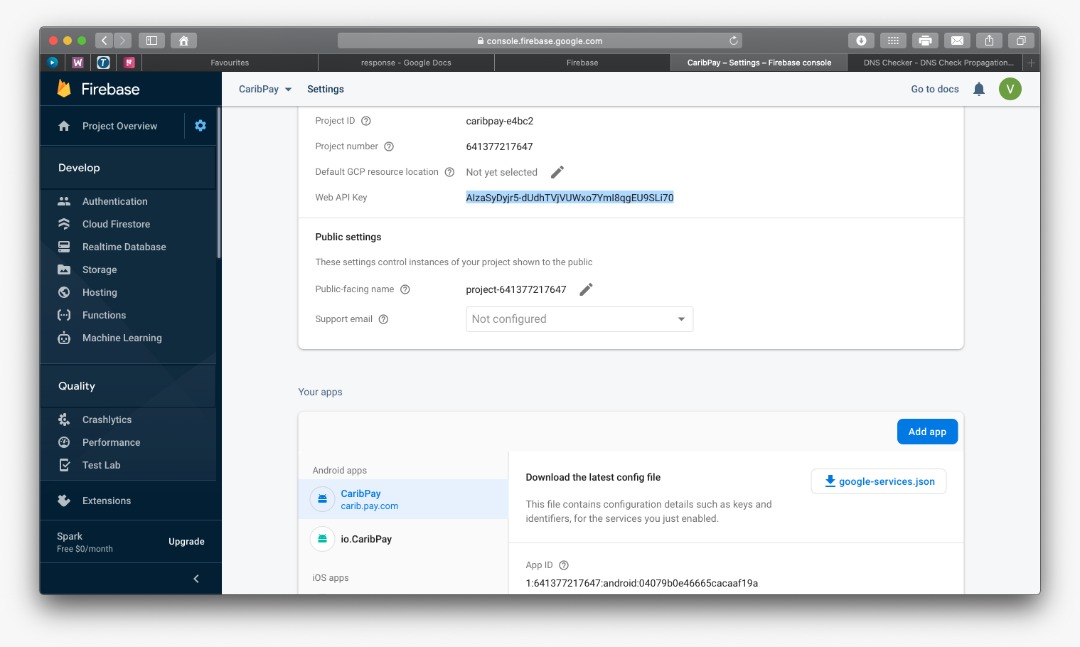 console.firebase.google.com
Favourites
response – Google Docs
Firebase
CaribPay – Settings – Firebase console
DNS Checker - DNS Check Propagation...
Firebase
CaribPay
Settings
Go to docs
V
Project Overview
Develop
Authentication
Cloud Firestore
Realtime Database
Storage
Hosting
Functions
Machine Learning
Quality
Crashlytics
Performance
Test Lab
Extensions
Spark
Free $0/month
Upgrade
Project ID
caribpay-e4bc2
Project number
641377217647
Default GCP resource location
Not yet selected
Web API Key
AIzaSyDyjr5-dUdhTVjVUWxo7YmI8qgEU9SLi70
Public settings
These settings control instances of your project shown to the public
Public-facing name
project-641377217647
Support email
Not configured
Your apps
Add app
Android apps
CaribPay
carib.pay.com
io.CaribPay
iOS apps
Download the latest config file
google-services.json
This file contains configuration details such as keys and
identifiers, for the services you just enabled.
App ID
1:641377217647:android:04079b0e46665cacaaf19a